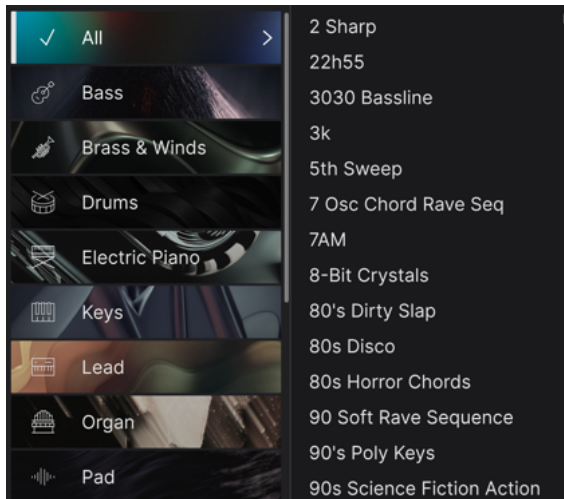 All
Bass
Brass & Winds
Drums
Electric Piano
Keys
Lead
Organ
Pad
2 Sharp
22h55
3030 Bassline
3k
5th Sweep
7 Osc Chord Rave Seq
7AM
8-Bit Crystals
80's Dirty Slap
80s Disco
80s Horror Chords
90 Soft Rave Sequence
90's Poly Keys
90s Science Fiction Action